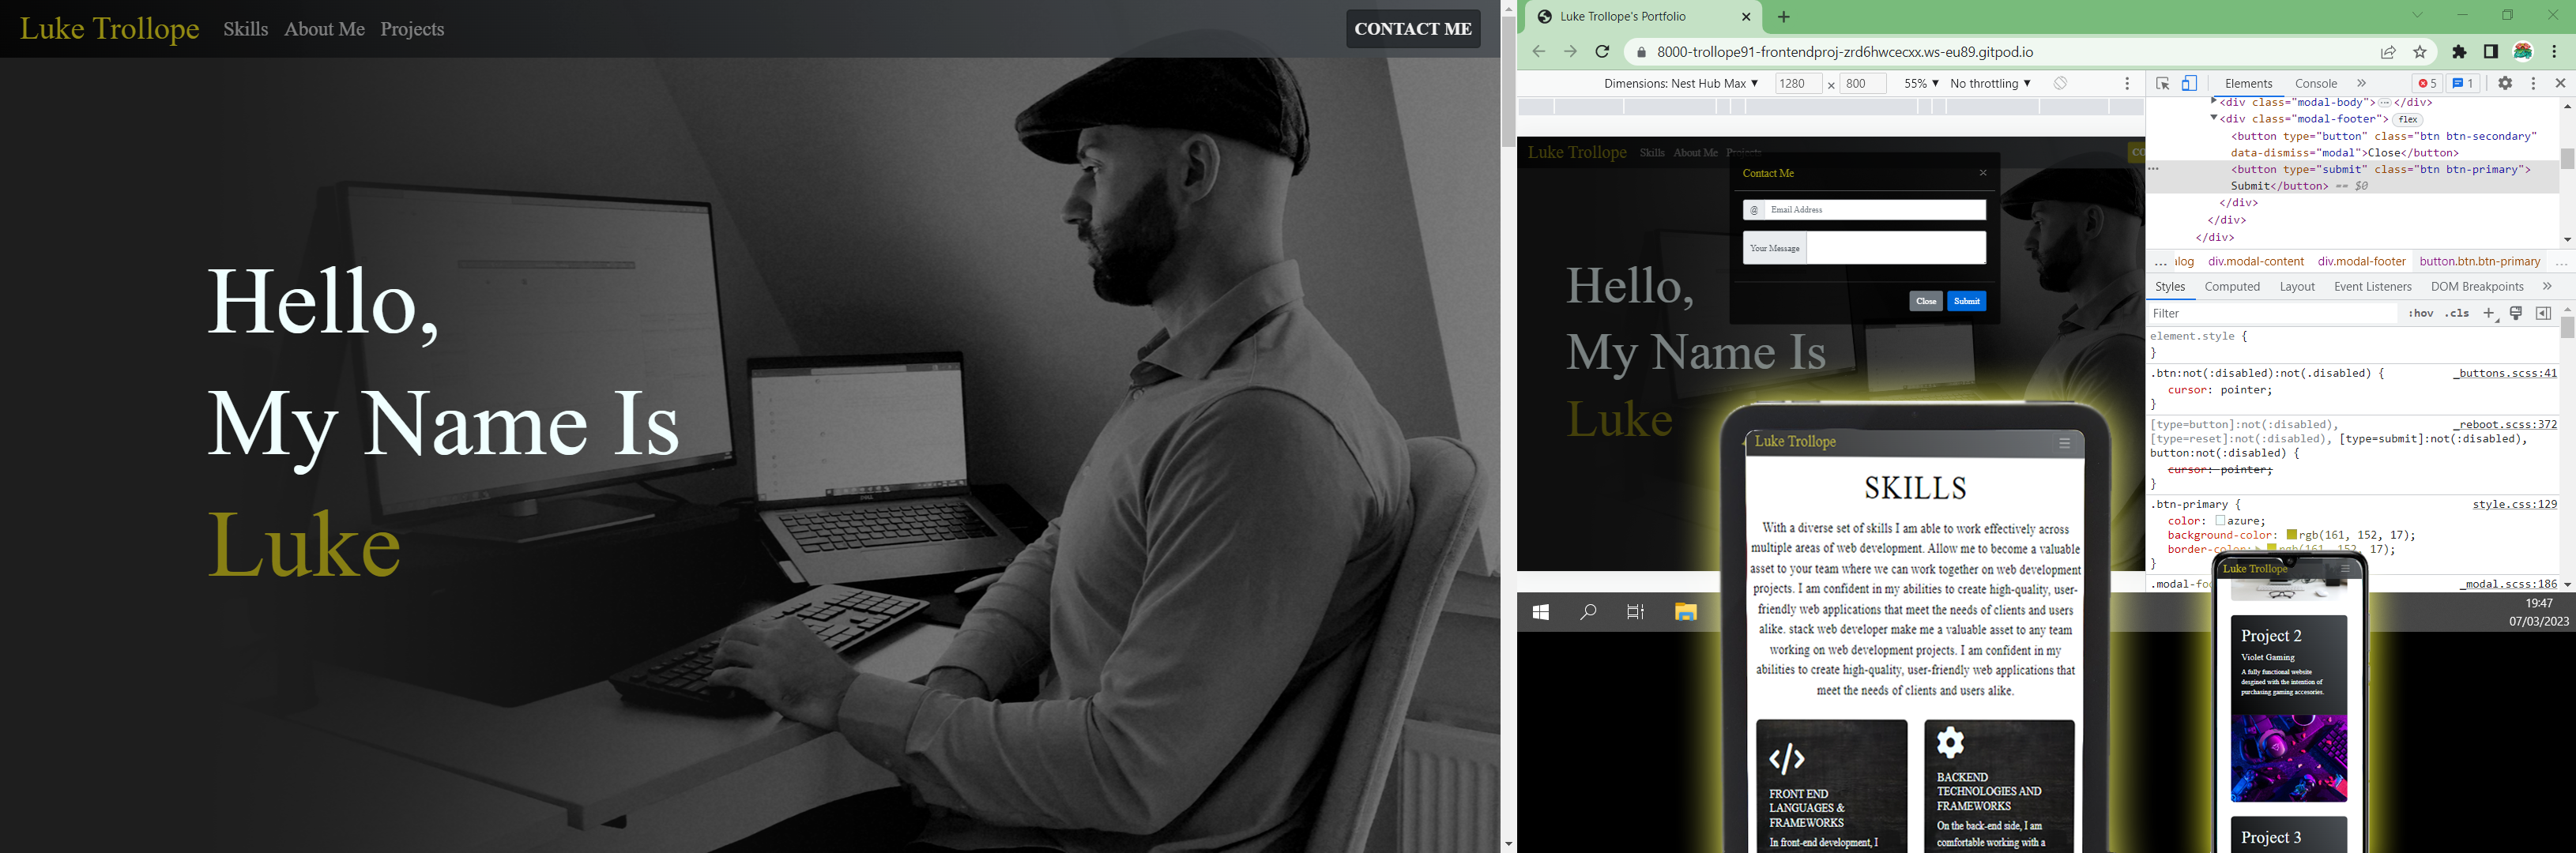 Luke Trollope
Skills
About Me
Projects
CONTACT ME
Hello,
My Name Is
Luke
Luke Trollope's Portfolio
8000-trollope91-frontendproj-zrd6hwcecxx.ws-eu89.gitpod.io
Dimensions: Nest Hub Max ▼ 1280 × 800 55% ▼ No throttling ▼
Luke Trollope
Skills
About Me
Projects
CO
Contact Me
×
@ Email Address
Your Message
Close
Submit
Hello,
My Name Is
Luke
Elements
Console
»
5
1
<div class="modal-body"> … </div>
<div class="modal-footer"> flex
<button type="button" class="btn btn-secondary"
data-dismiss="modal">Close</button>
<button type="submit" class="btn btn-primary">
Submit</button> == $0
</div>
</div>
</div>
... alog div.modal-content div.modal-footer button.btn.btn-primary ...
Styles
Computed
Layout
Event Listeners
DOM Breakpoints
»
Filter
:hov .cls +
element.style {
}
.btn:not(:disabled):not(.disabled) { _buttons.scss:41
cursor: pointer;
}
[type=button]:not(:disabled), _reboot.scss:372
[type=reset]:not(:disabled), [type=submit]:not(:disabled),
button:not(:disabled) {
cursor: pointer;
}
.btn-primary { style.css:129
color: azure;
background-color: rgb(161, 152, 17);
border-color: rgb(161, 152, 17);
}
.modal-foo _modal.scss:186
19:47
07/03/2023
Luke Trollope
SKILLS
With a diverse set of skills I am able to work effectively across
multiple areas of web development. Allow me to become a valuable
asset to your team where we can work together on web development
projects. I am confident in my abilities to create high-quality, user-
friendly web applications that meet the needs of clients and users
alike. stack web developer make me a valuable asset to any team
working on web development projects. I am confident in my
abilities to create high-quality, user-friendly web applications that
meet the needs of clients and users alike.
</>
FRONT END
LANGUAGES &
FRAMEWORKS
In front-end development, I
BACKEND
TECHNOLOGIES AND
FRAMEWORKS
On the back-end side, I am
comfortable working with a
Luke Trollope
Project 2
Violet Gaming
A fully functional website
desgined with the intention of
purchasing gaming accesories.
Project 3